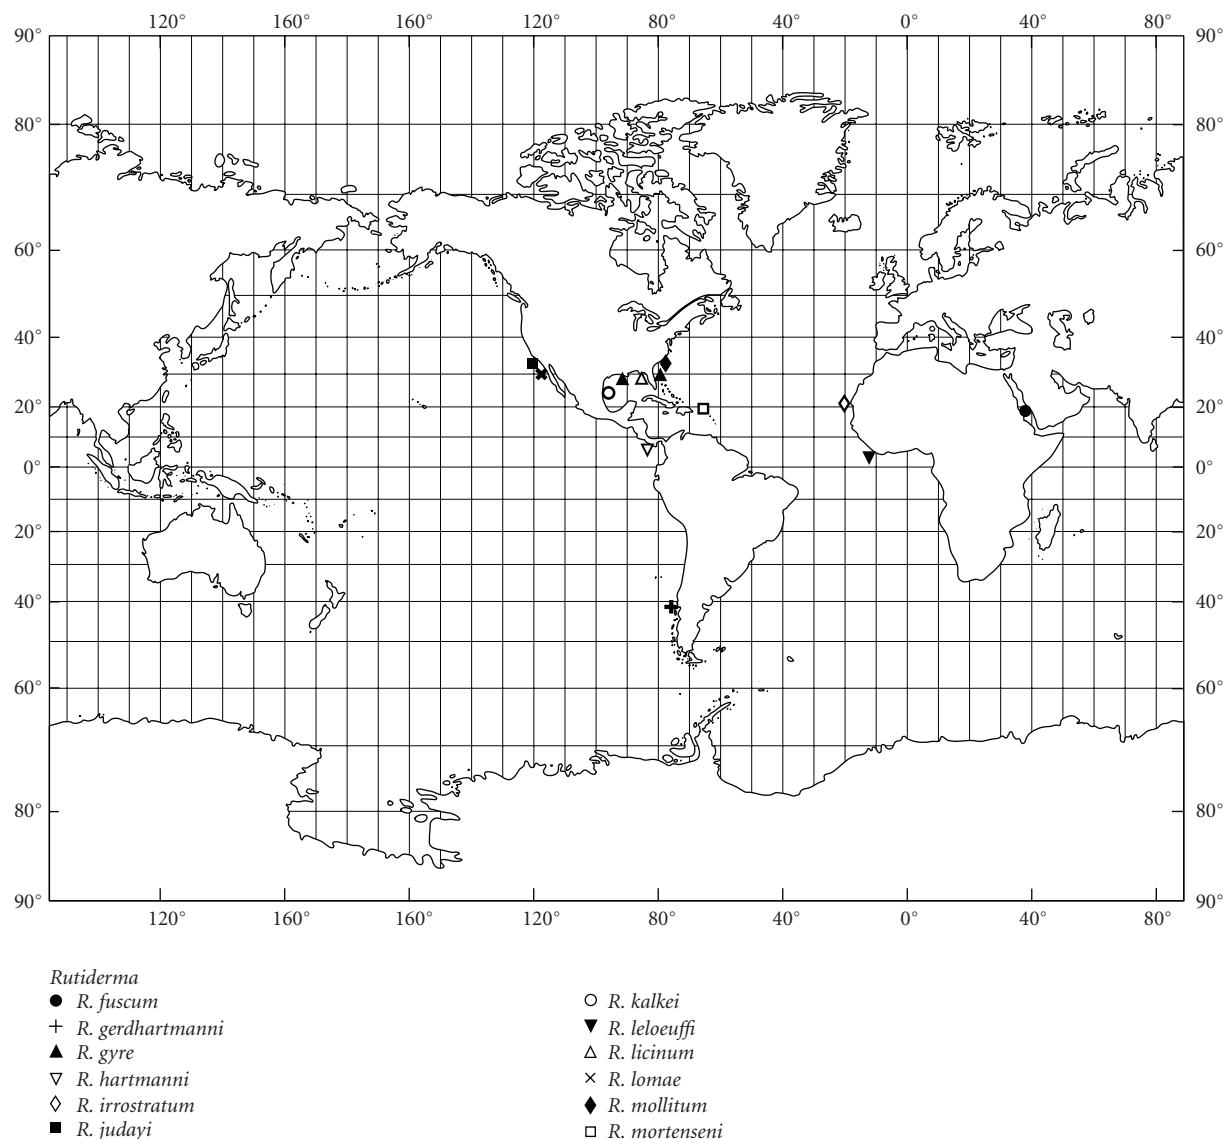 120° 160° 160° 120° 80° 40° 0° 40° 80°
90° 90°
80° 80°
60° 60°
40° 40°
20° 20°
0° 0°
20° 20°
40° 40°
60° 60°
80° 80°
90° 90°
120° 160° 160° 120° 80° 40° 0° 40° 80°
Rutiderma
R. fuscum
R. gerdhartmanni
R. gyre
R. hartmanni
R. irrostratum
R. judayi
R. kalkei
R. leloeuffi
R. licinum
R. lomae
R. mollitum
R. mortenseni